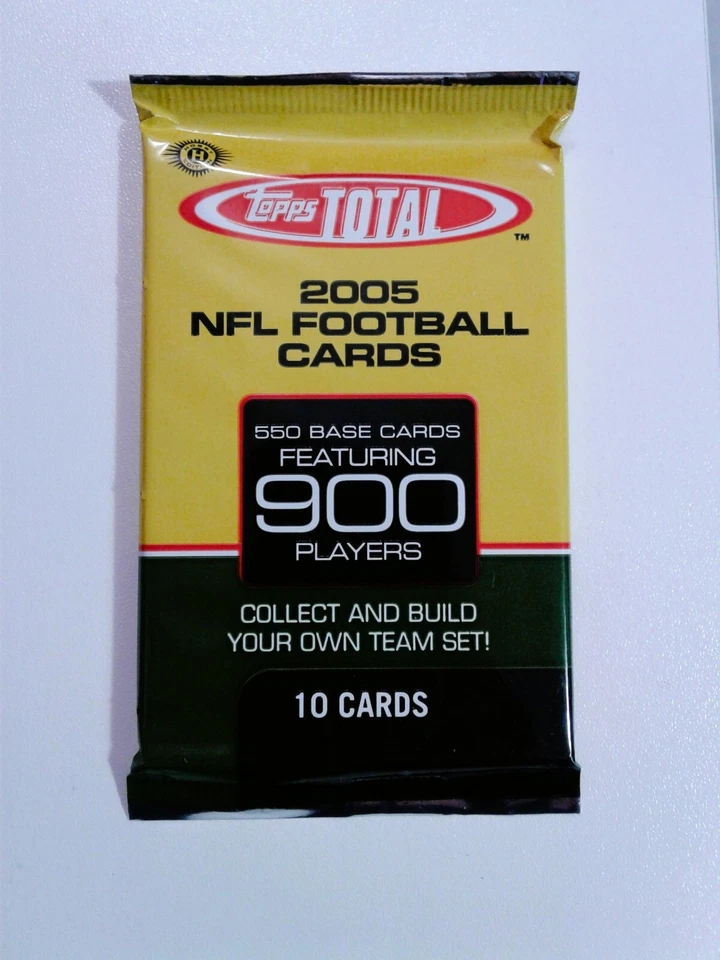 H
Topps TOTAL
TM
2005
NFL FOOTBALL
CARDS
550 BASE CARDS
FEATURING
900
PLAYERS
COLLECT AND BUILD
YOUR OWN TEAM SET!
10 CARDS